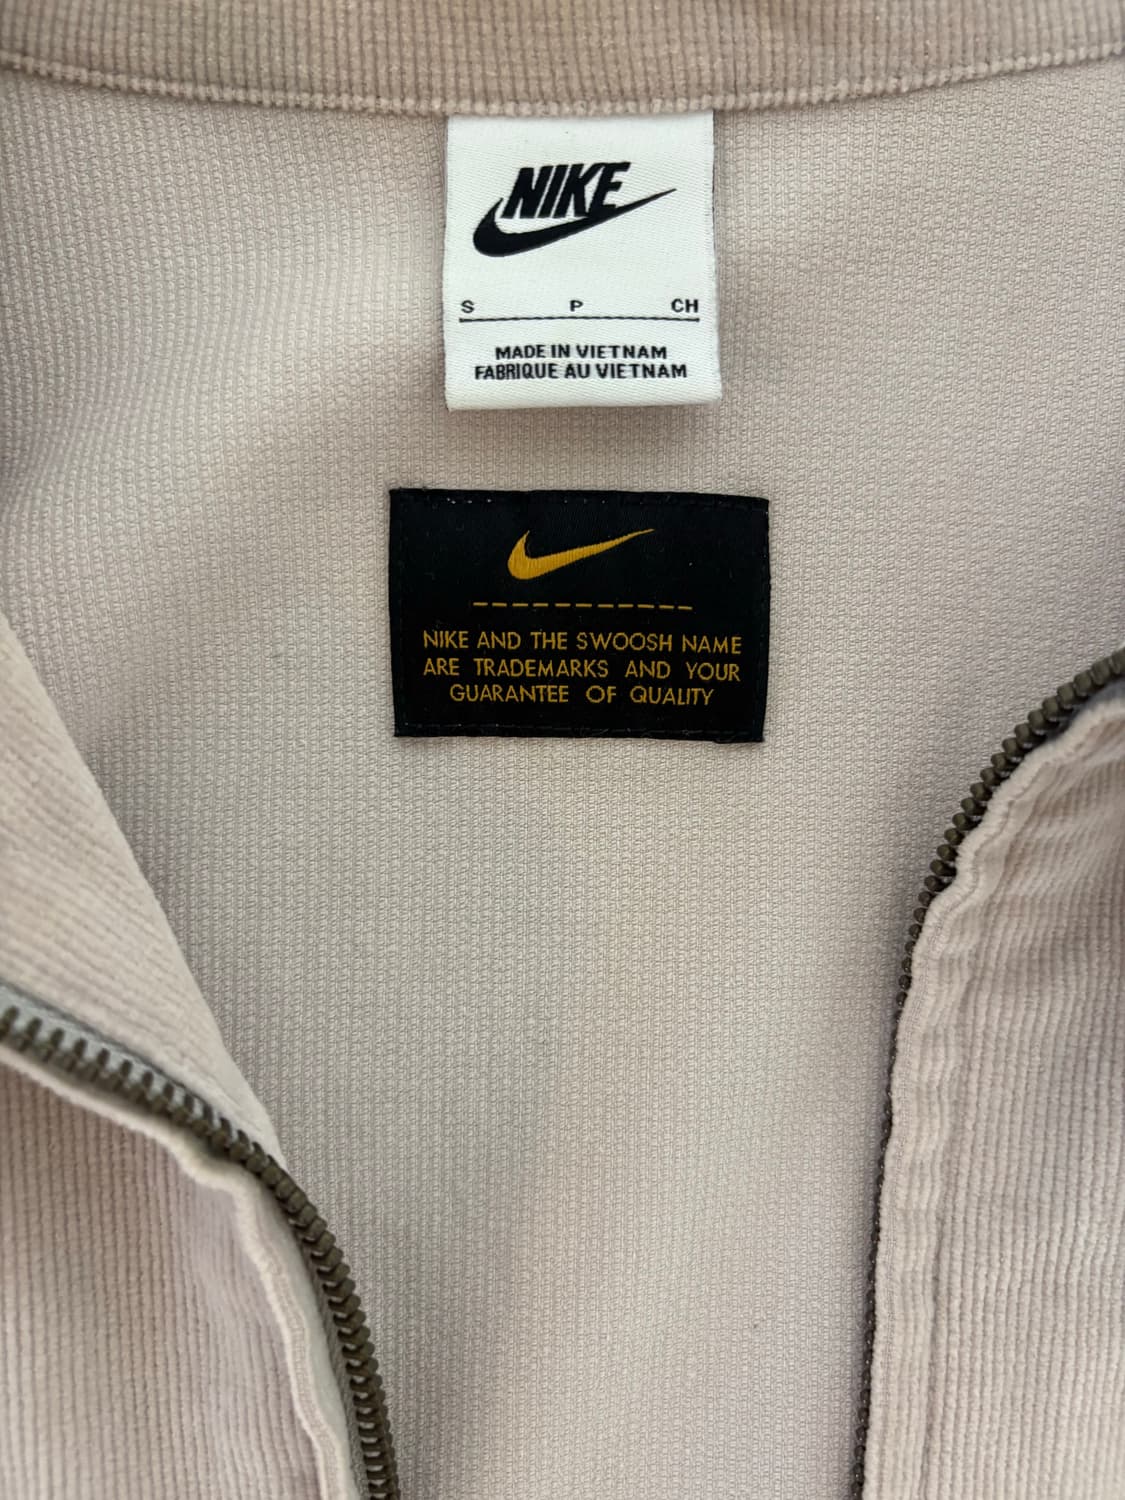 NIKE
S P CH
MADE IN VIETNAM
FABRIQUE AU VIETNAM
NIKE AND THE SWOOSH NAME
ARE TRADEMARKS AND YOUR
GUARANTEE OF QUALITY